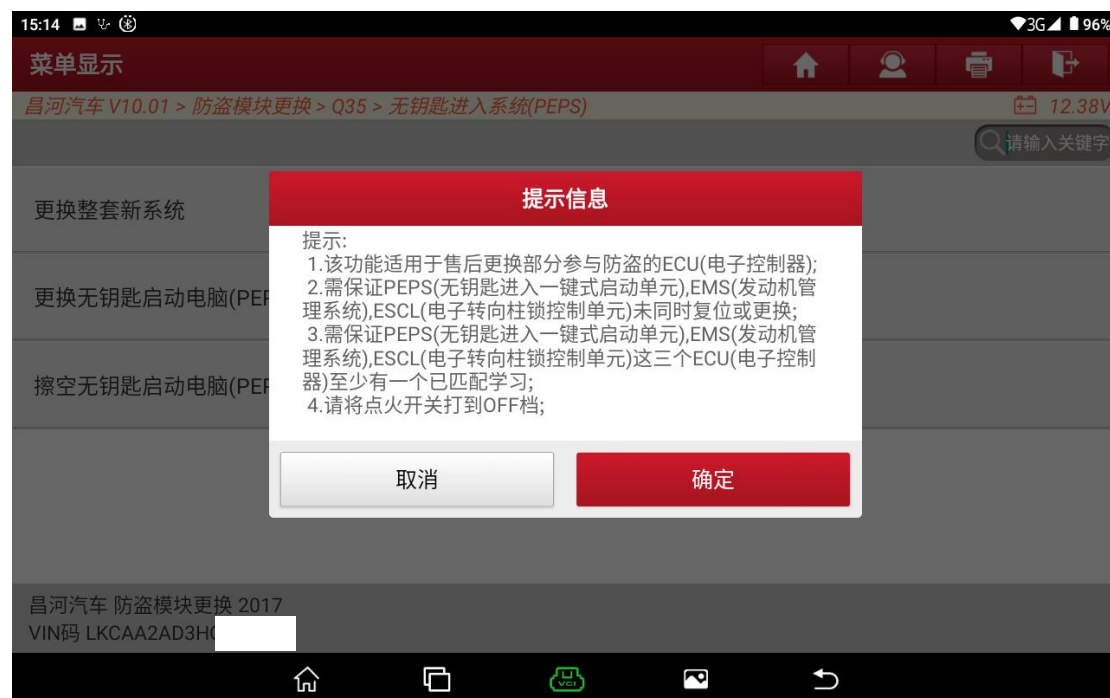 15:14
3G 96%
菜单显示
昌河汽车 V10.01 > 防盗模块更换 > Q35 > 无钥匙进入系统(PEPS)
12.38V
请输入关键字
更换整套新系统
更换无钥匙启动电脑(PEP
擦空无钥匙启动电脑(PEP
提示信息
提示:
1.该功能适用于售后更换部分参与防盗的ECU(电子控制器);
2.需保证PEPS(无钥匙进入一键式启动单元),EMS(发动机管
理系统),ESCL(电子转向柱锁控制单元)未同时复位或更换;
3.需保证PEPS(无钥匙进入一键式启动单元),EMS(发动机管
理系统),ESCL(电子转向柱锁控制单元)这三个ECU(电子控制
器)至少有一个已匹配学习;
4.请将点火开关打到OFF档;
取消
确定
昌河汽车 防盗模块更换 2017
VIN码 LKCAA2AD3H
VCI